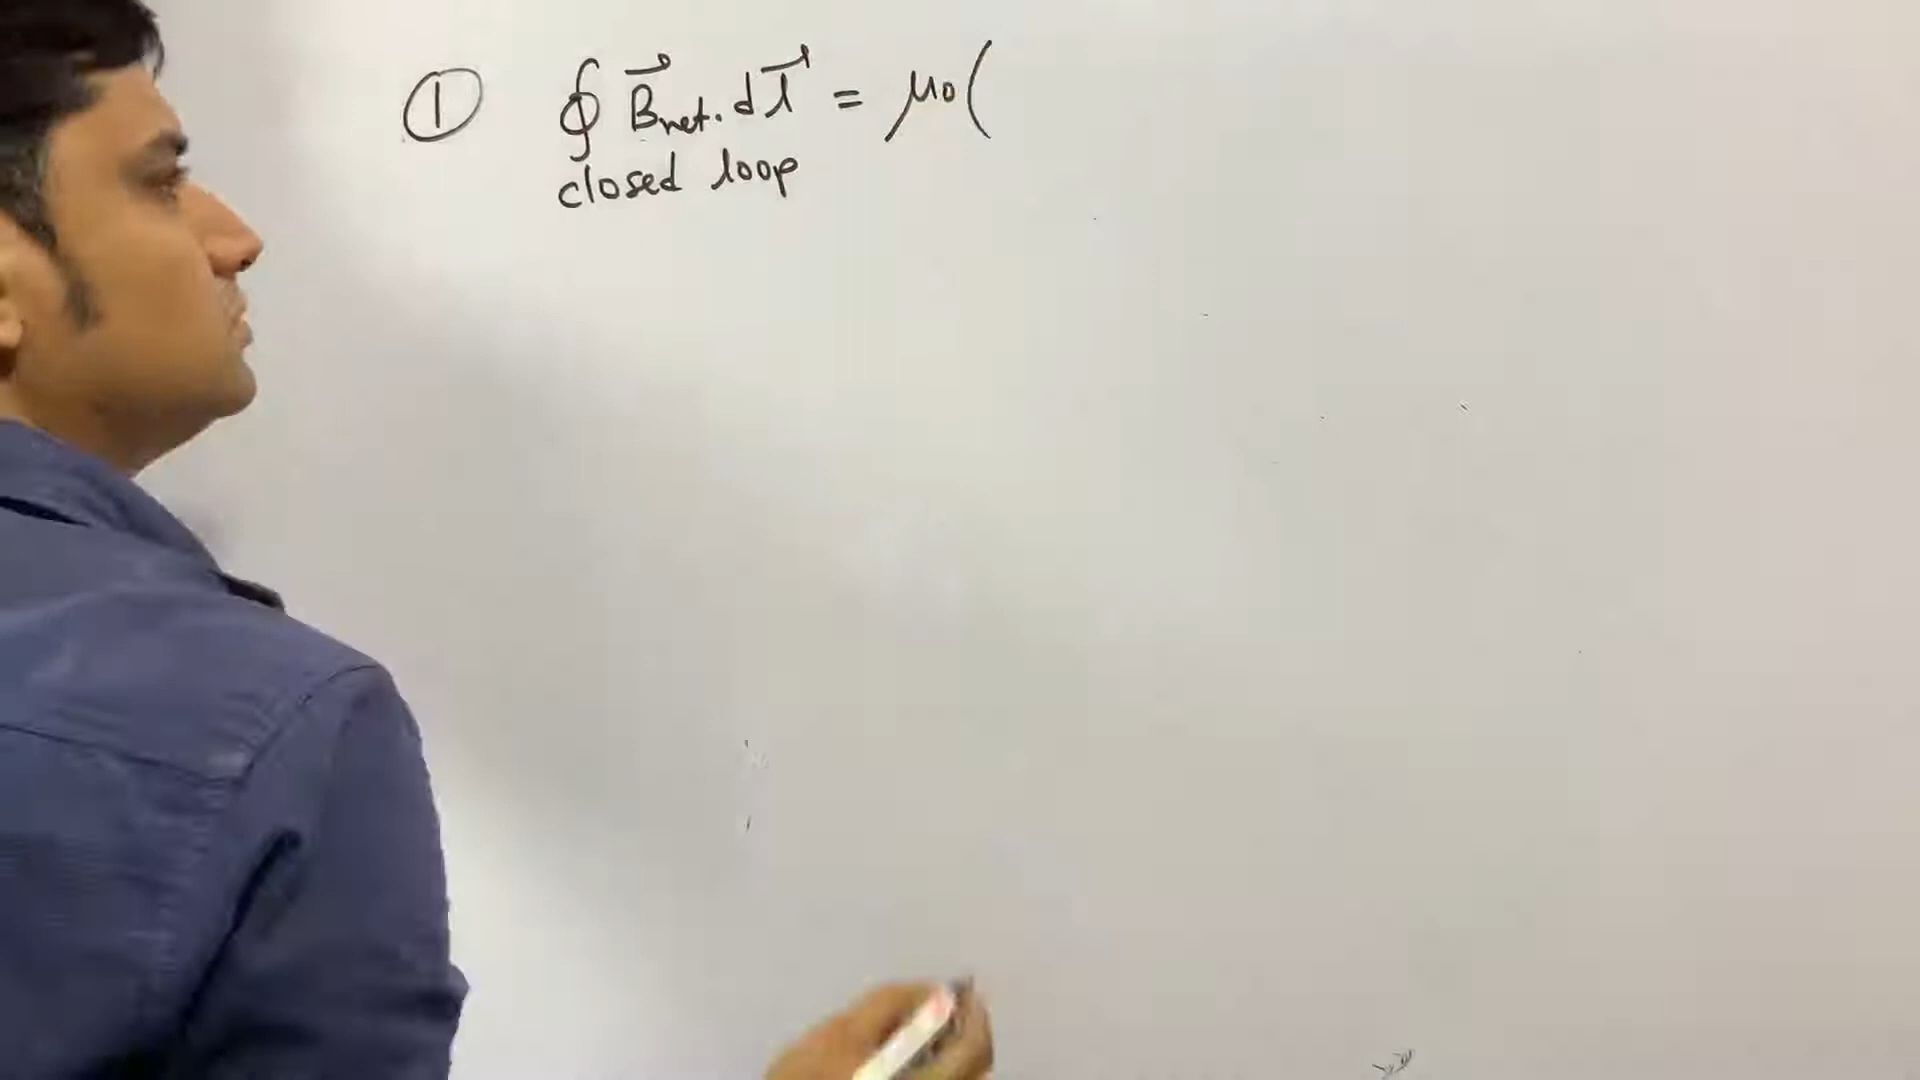 ① ∮ B⃗net. dl⃗ = μ0(
closed loop